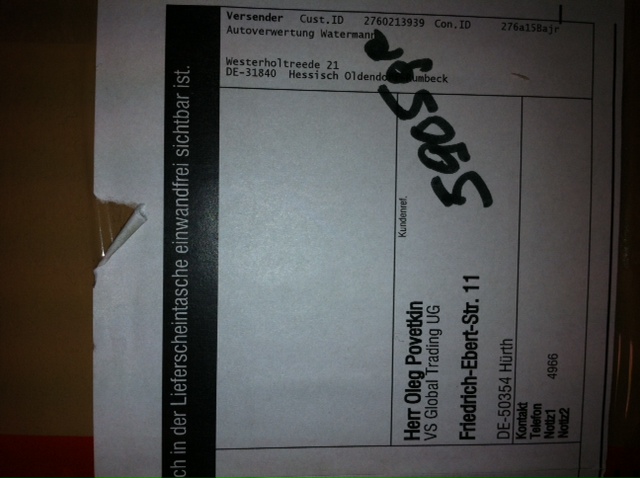 Versender Cust.ID 2760213939 Con.ID 276a158ajr
Autoverwertung Watermann
Westerholtreede 21
DE-31840 Hessisch
ch in der Lieferscheintasche einwandfrei sichtbar ist.
Kundenref.
Herr Oleg Povetkin
VS Global Trading UG
Friedrich-Ebert-Str. 11
DE-50354 Hürth
Kontakt
Telefon
Notiz1 4966
Notiz2